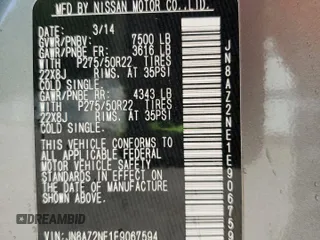 MFD BY NISSAN MOTOR CO.,LTD.
DATE: 3/14
GVWR/PNBV: 7500 LB
GAWR/PNBE FR: 3616 LB
WITH P275/50R22 TIRES
22X8J RIMS, AT 35PSI
COLD SINGLE
GAWR/PNBE RR: 4343 LB
WITH P275/50R22 TIRES
22X8J RIMS, AT 35PSI
COLD SINGLE.
THIS VEHICLE CONFORMS TO
ALL APPLICABLE FEDERAL
MOTOR VEHICLE SAFETY
STANDARDS IN EFFECT ON
THE DATE OF MANUFACTURE
SHOWN ABOVE.
VIN:JN8AZ2NE1E9067594
JN8AZ2NE1E906759